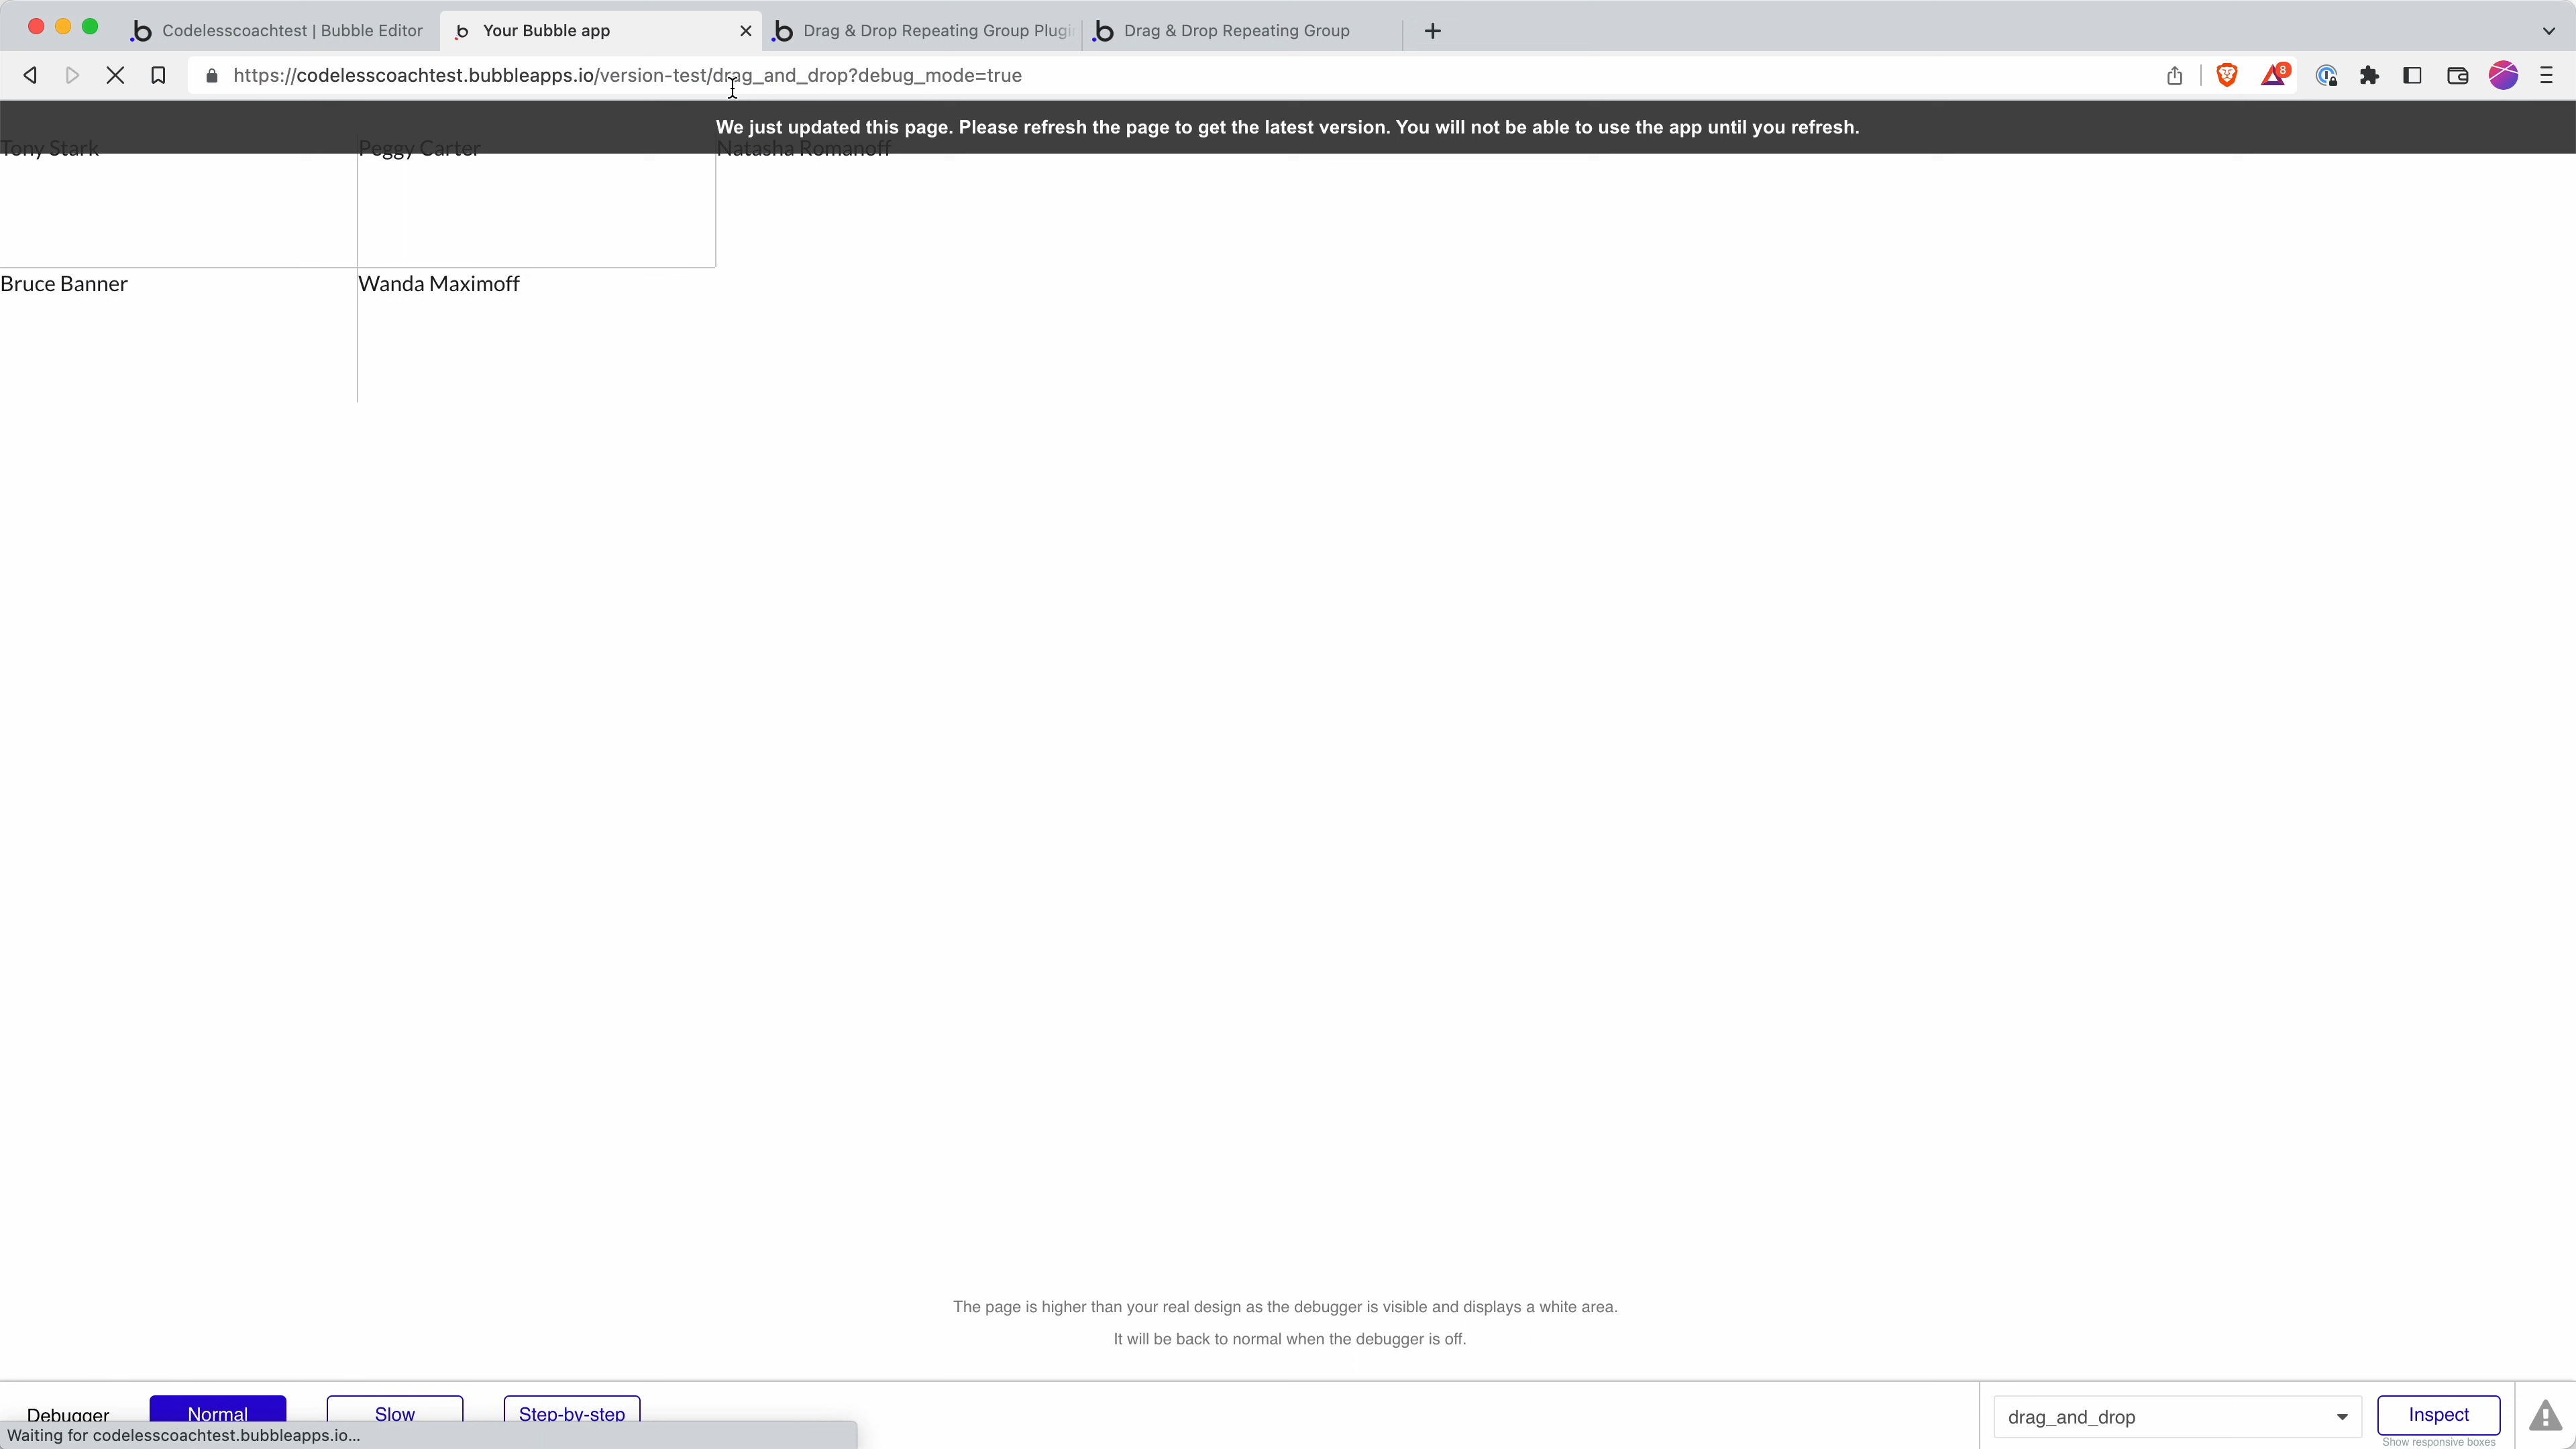 Codelesscoachtest | Bubble Editor
Your Bubble app
Drag & Drop Repeating Group Plugi
Drag & Drop Repeating Group
https://codelesscoachtest.bubbleapps.io/version-test/drag_and_drop?debug_mode=true
8
We just updated this page. Please refresh the page to get the latest version. You will not be able to use the app until you refresh.
Tony Stark
Peggy Carter
Natasha Romanoff
Bruce Banner
Wanda Maximoff
The page is higher than your real design as the debugger is visible and displays a white area.
It will be back to normal when the debugger is off.
Debugger
Normal
Slow
Step-by-step
drag_and_drop
Inspect
Show responsive boxes
Waiting for codelesscoachtest.bubbleapps.io...